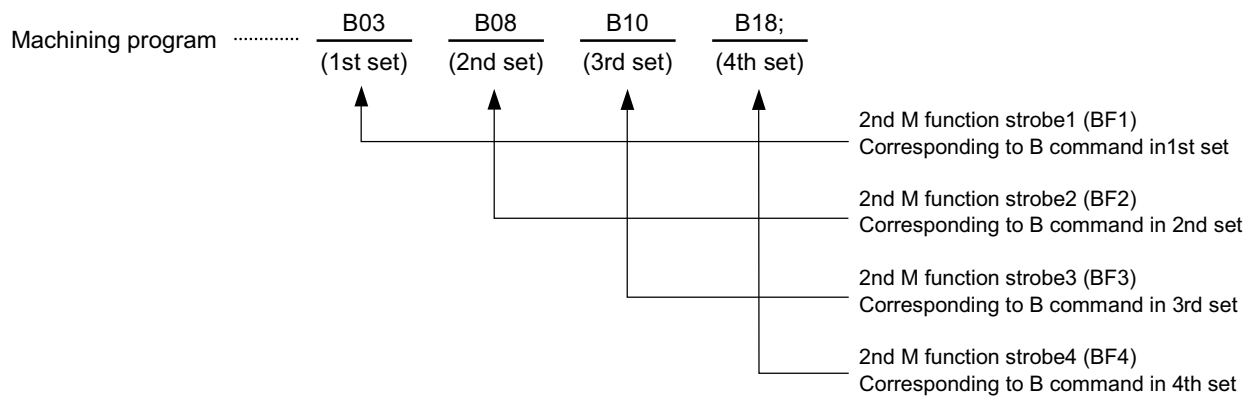 Machining program ············ B03 B08 B10 B18;
(1st set) (2nd set) (3rd set) (4th set)
2nd M function strobe1 (BF1)
Corresponding to B command in1st set
2nd M function strobe2 (BF2)
Corresponding to B command in 2nd set
2nd M function strobe3 (BF3)
Corresponding to B command in 3rd set
2nd M function strobe4 (BF4)
Corresponding to B command in 4th set